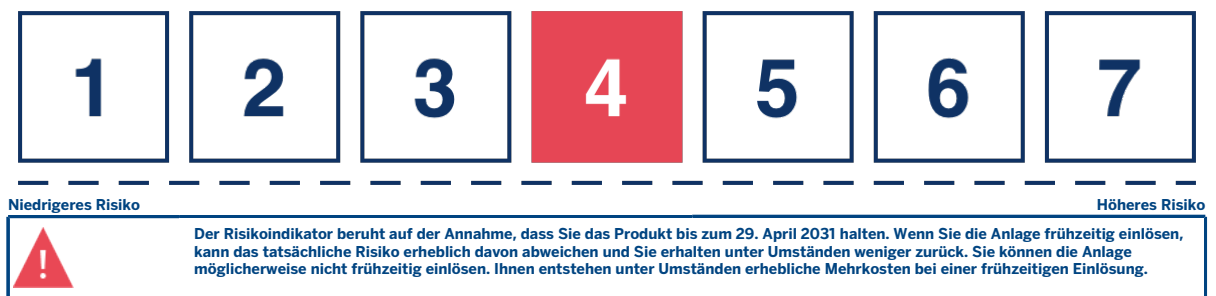 1 2 3 4 5 6 7
Niedrigeres Risiko Höheres Risiko
! Der Risikoindikator beruht auf der Annahme, dass Sie das Produkt bis zum 29. April 2031 halten. Wenn Sie die Anlage frühzeitig einlösen,
kann das tatsächliche Risiko erheblich davon abweichen und Sie erhalten unter Umständen weniger zurück. Sie können die Anlage
möglicherweise nicht frühzeitig einlösen. Ihnen entstehen unter Umständen erhebliche Mehrkosten bei einer frühzeitigen Einlösung.